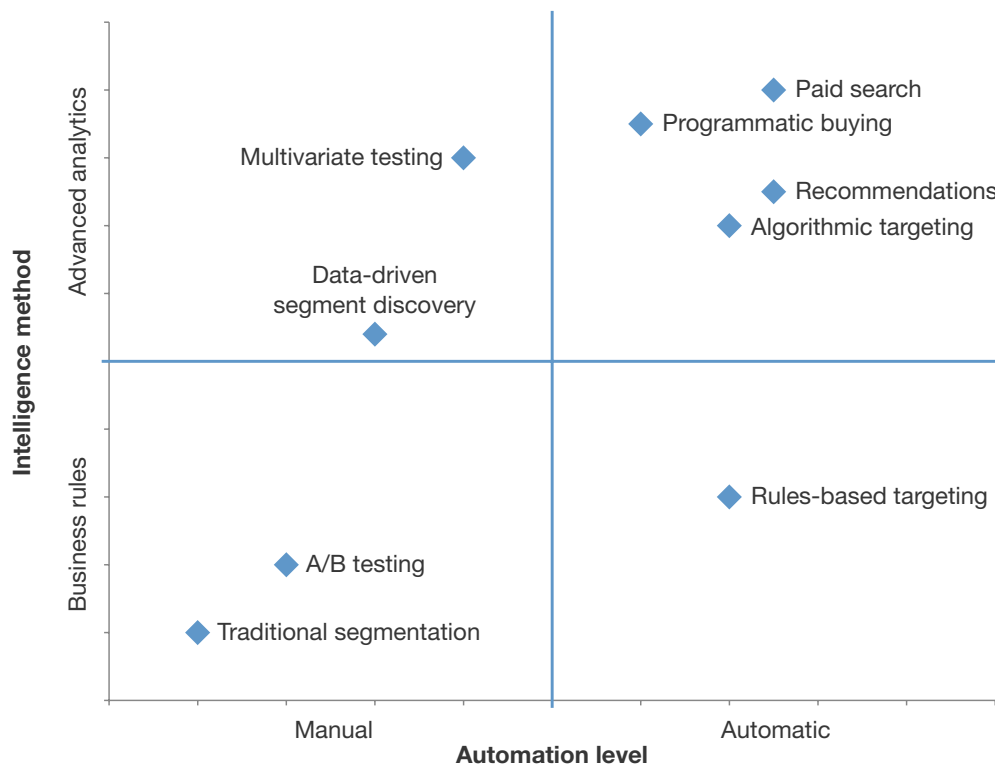 Paid search
Programmatic buying
Multivariate testing
Recommendations
Algorithmic targeting
Data-driven
segment discovery
Rules-based targeting
A/B testing
Traditional segmentation
Intelligence method
Advanced analytics
Business rules
Manual
Automatic
Automation level